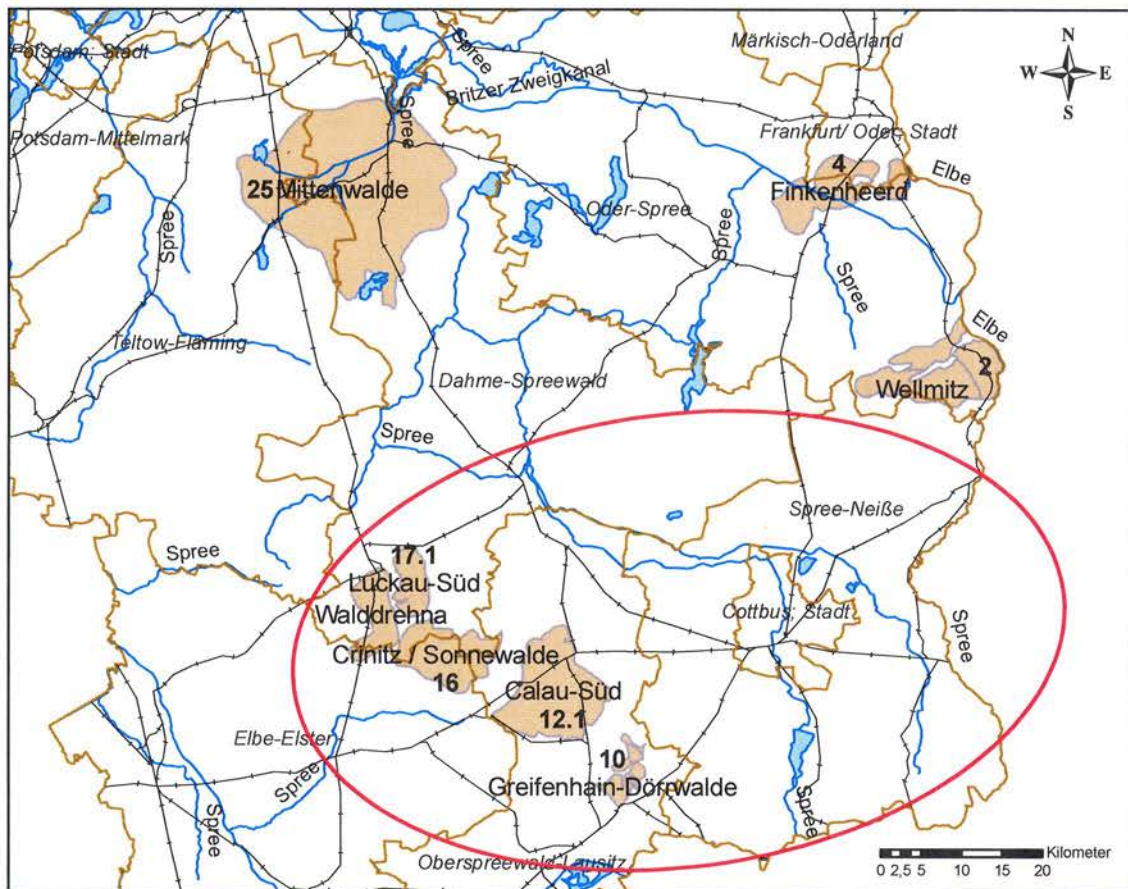 Potsdam; Stadt
Spree
Märkisch-Oderland
N
W E
S
Britzer Zweigkanal
Spree
Potsdam-Mittelmark
Frankfurt/ Oder; Stadt
4
Finkenheerd
Elbe
25 Mittenwalde
Oder-Spree
Spree
Spree
Spree
Elbe
Teltow-Fläming
Dahme-Spreewald
2
Wellmitz
Spree
Spree-Neiße
Spree
17.1
Luckau-Süd
Walddrehna
Cottbus; Stadt
Spree
Crinitz / Sonnewalde
16
Calau-Süd
12.1
Elbe-Elster
10
Greifenhain-Dörrwalde
Spree
Spree
Spree
Oberspreewald-Lausitz
Kilometer
0 2,5 5 10 15 20